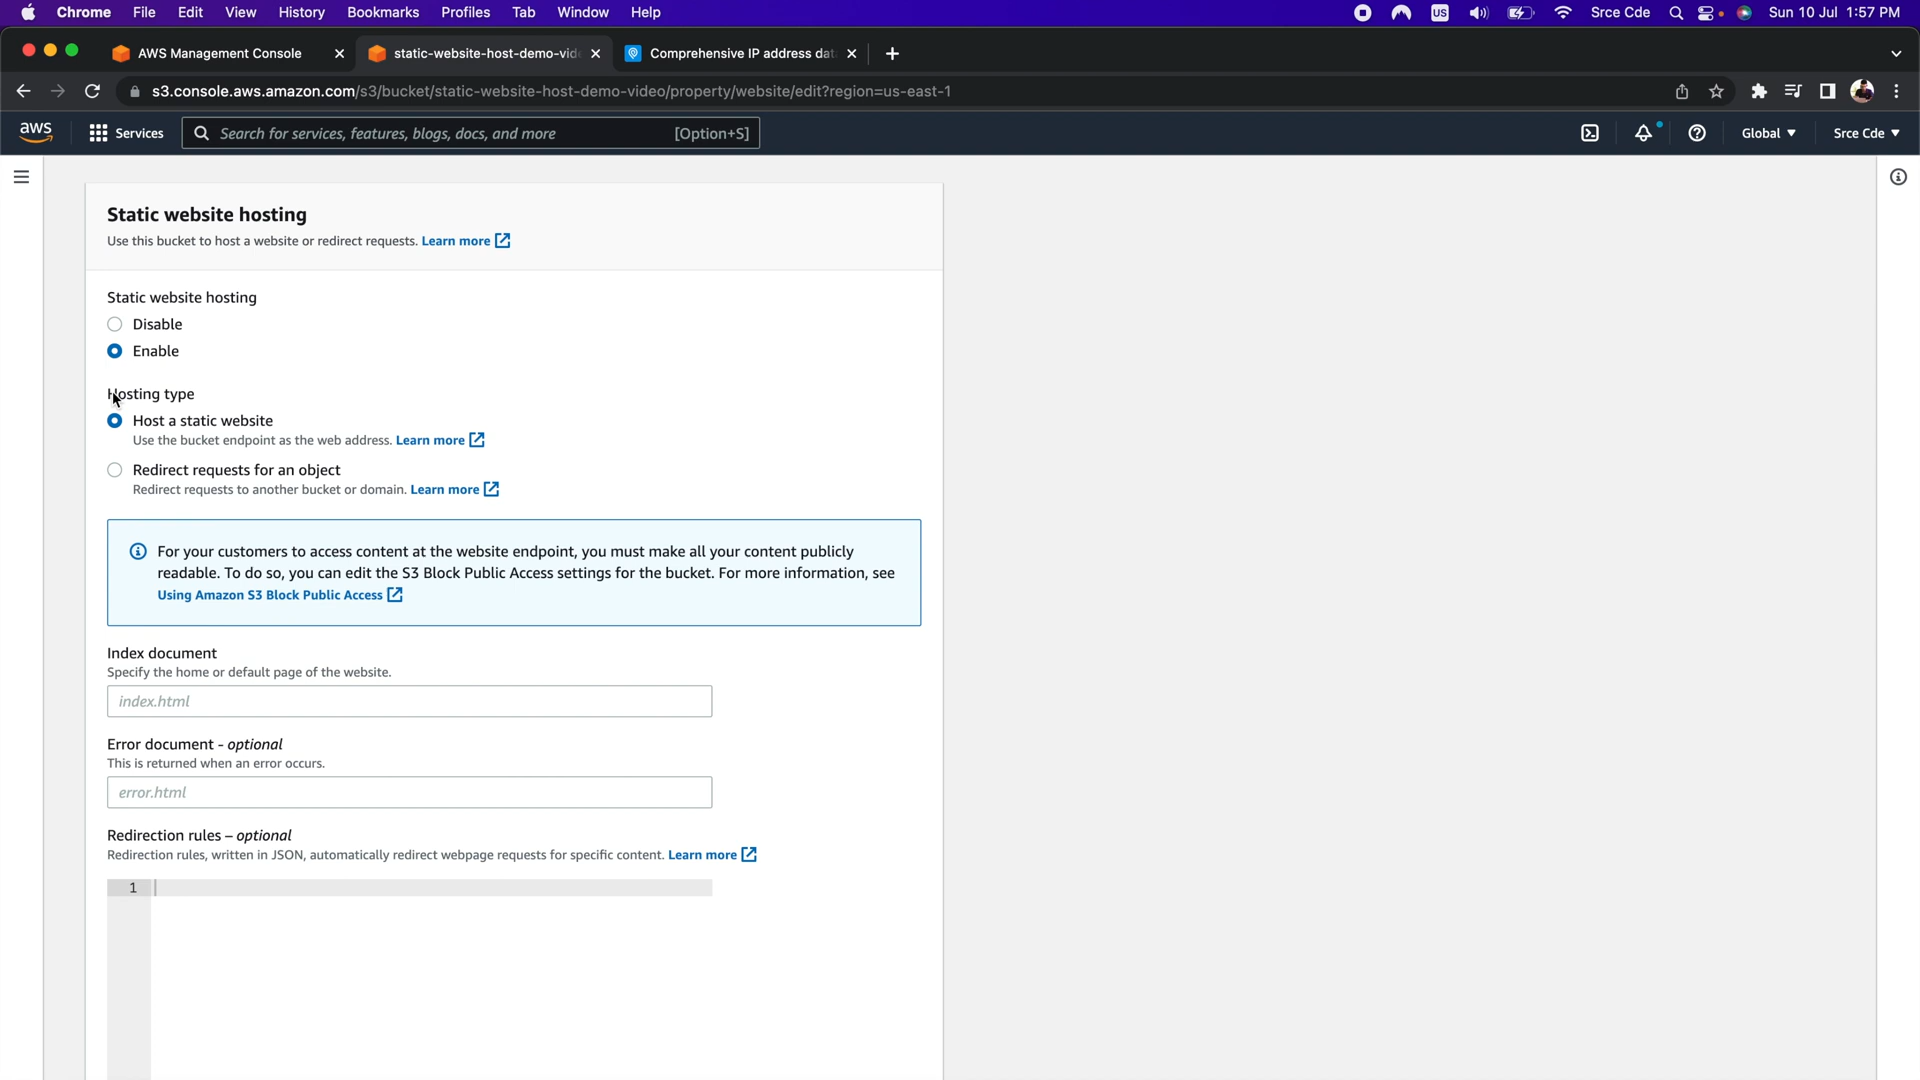 Chrome File Edit View History Bookmarks Profiles Tab Window Help US Srce Cde Sun 10 Jul 1:57 PM
AWS Management Console static-website-host-demo-vid Comprehensive IP address dat
s3.console.aws.amazon.com/s3/bucket/static-website-host-demo-video/property/website/edit?region=us-east-1
aws Services Search for services, features, blogs, docs, and more [Option+S] Global Srce Cde
Static website hosting
Use this bucket to host a website or redirect requests. Learn more
Static website hosting
Disable
Enable
Hosting type
Host a static website
Use the bucket endpoint as the web address. Learn more
Redirect requests for an object
Redirect requests to another bucket or domain. Learn more
For your customers to access content at the website endpoint, you must make all your content publicly
readable. To do so, you can edit the S3 Block Public Access settings for the bucket. For more information, see
Using Amazon S3 Block Public Access
Index document
Specify the home or default page of the website.
index.html
Error document - optional
This is returned when an error occurs.
error.html
Redirection rules – optional
Redirection rules, written in JSON, automatically redirect webpage requests for specific content. Learn more
1